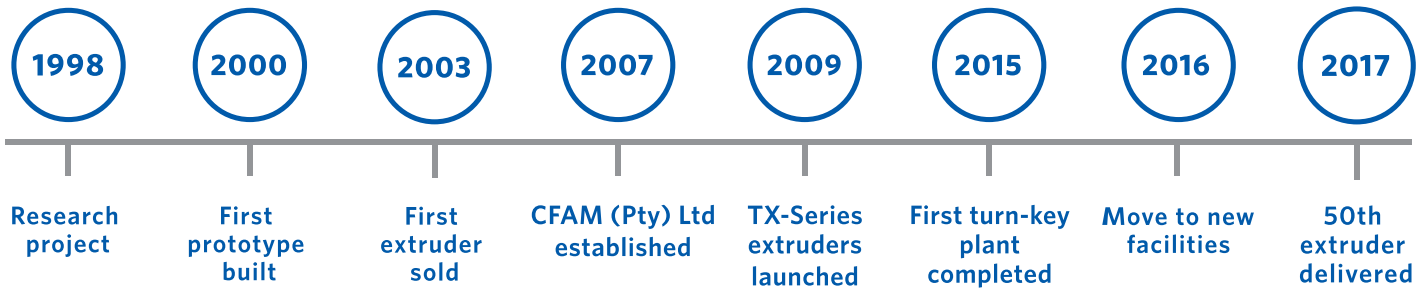 1998
Research
project
2000
First
prototype
built
2003
First
extruder
sold
2007
CFAM (Pty) Ltd
established
2009
TX-Series
extruders
launched
2015
First turn-key
plant
completed
2016
Move to new
facilities
2017
50th
extruder
delivered